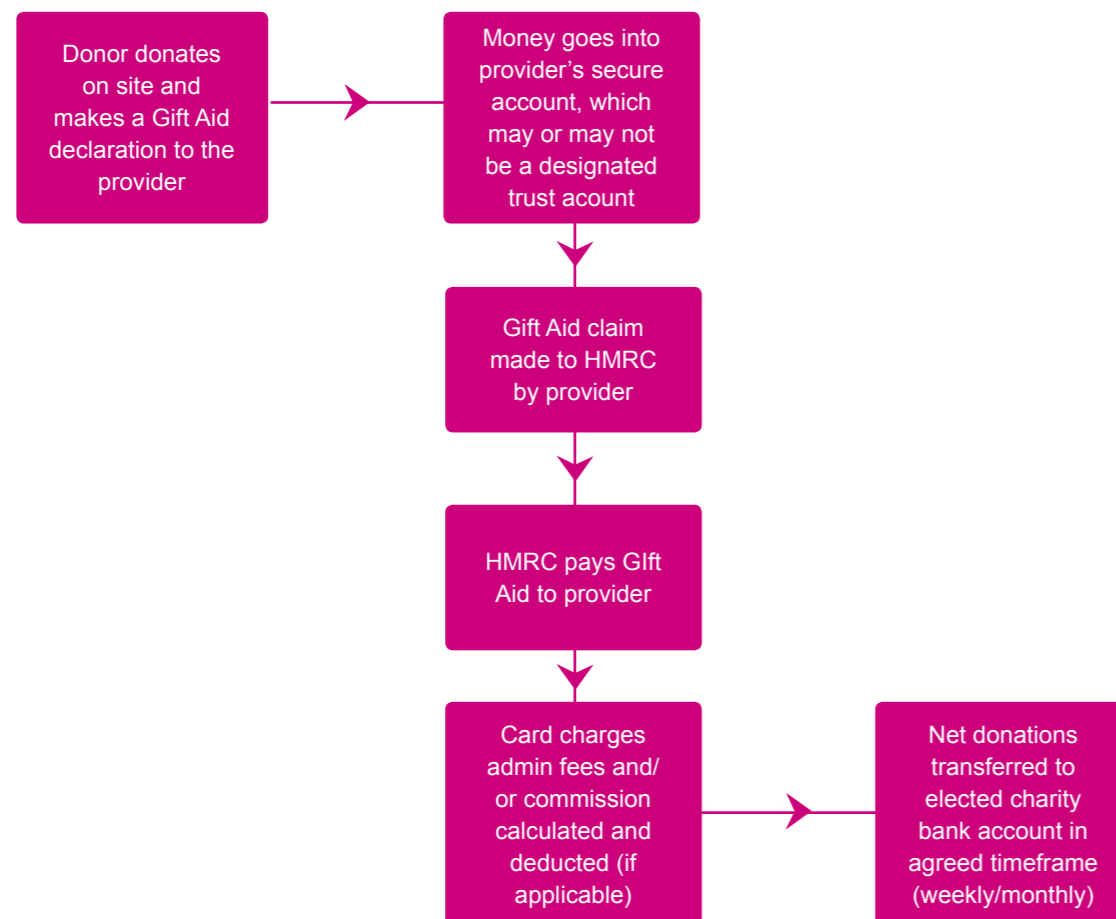 Donor donates
on site and
makes a Gift Aid
declaration to the
provider
Money goes into
provider’s secure
account, which
may or may not
be a designated
trust acount
Gift Aid claim
made to HMRC
by provider
HMRC pays GIft
Aid to provider
Card charges
admin fees and/
or commission
calculated and
deducted (if
applicable)
Net donations
transferred to
elected charity
bank account in
agreed timeframe
(weekly/monthly)